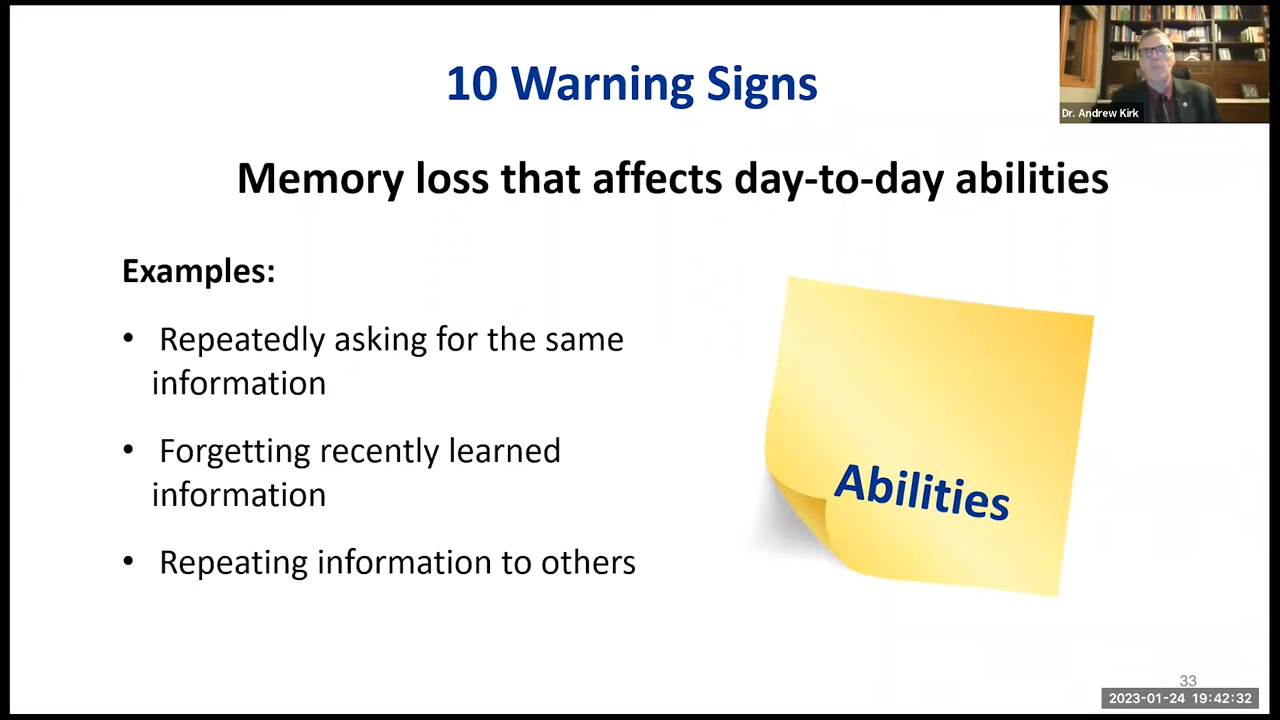 10 Warning Signs
Dr. Andrew Kirk
Memory loss that affects day-to-day abilities
Examples:
• Repeatedly asking for the same
information
• Forgetting recently learned
information
• Repeating information to others
Abilities
33
2023-01-24 19:42:32